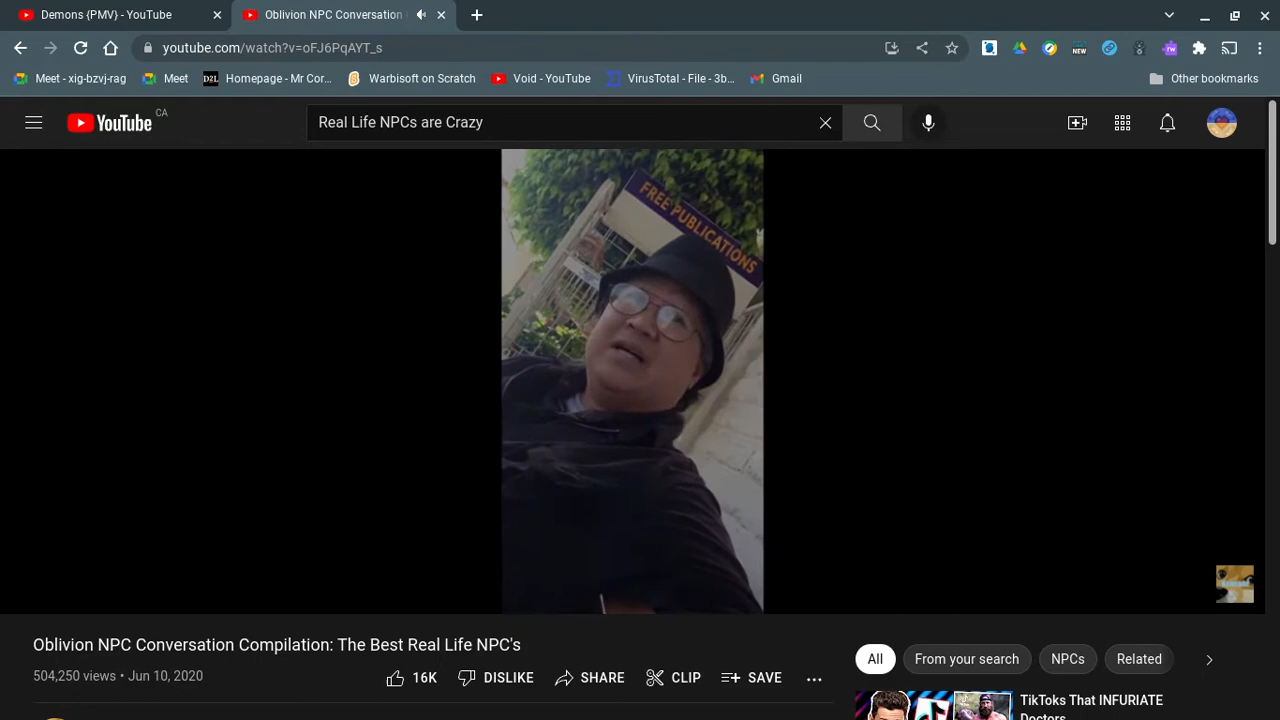 Demons {PMV} - YouTube
Oblivion NPC Conversation
youtube.com/watch?v=oFJ6PqAYT_s
Meet - xig-bzvj-rag
Meet
D2L
Homepage - Mr Cor...
Warbisoft on Scratch
Void - YouTube
VirusTotal - File - 3b...
Gmail
Other bookmarks
NEW
YouTube CA
Real Life NPCs are Crazy
FREE PUBLICATIONS
Oblivion NPC Conversation Compilation: The Best Real Life NPC's
504,250 views • Jun 10, 2020
16K
DISLIKE
SHARE
CLIP
SAVE
All
From your search
NPCs
Related
TikToks That INFURIATE
Doctors